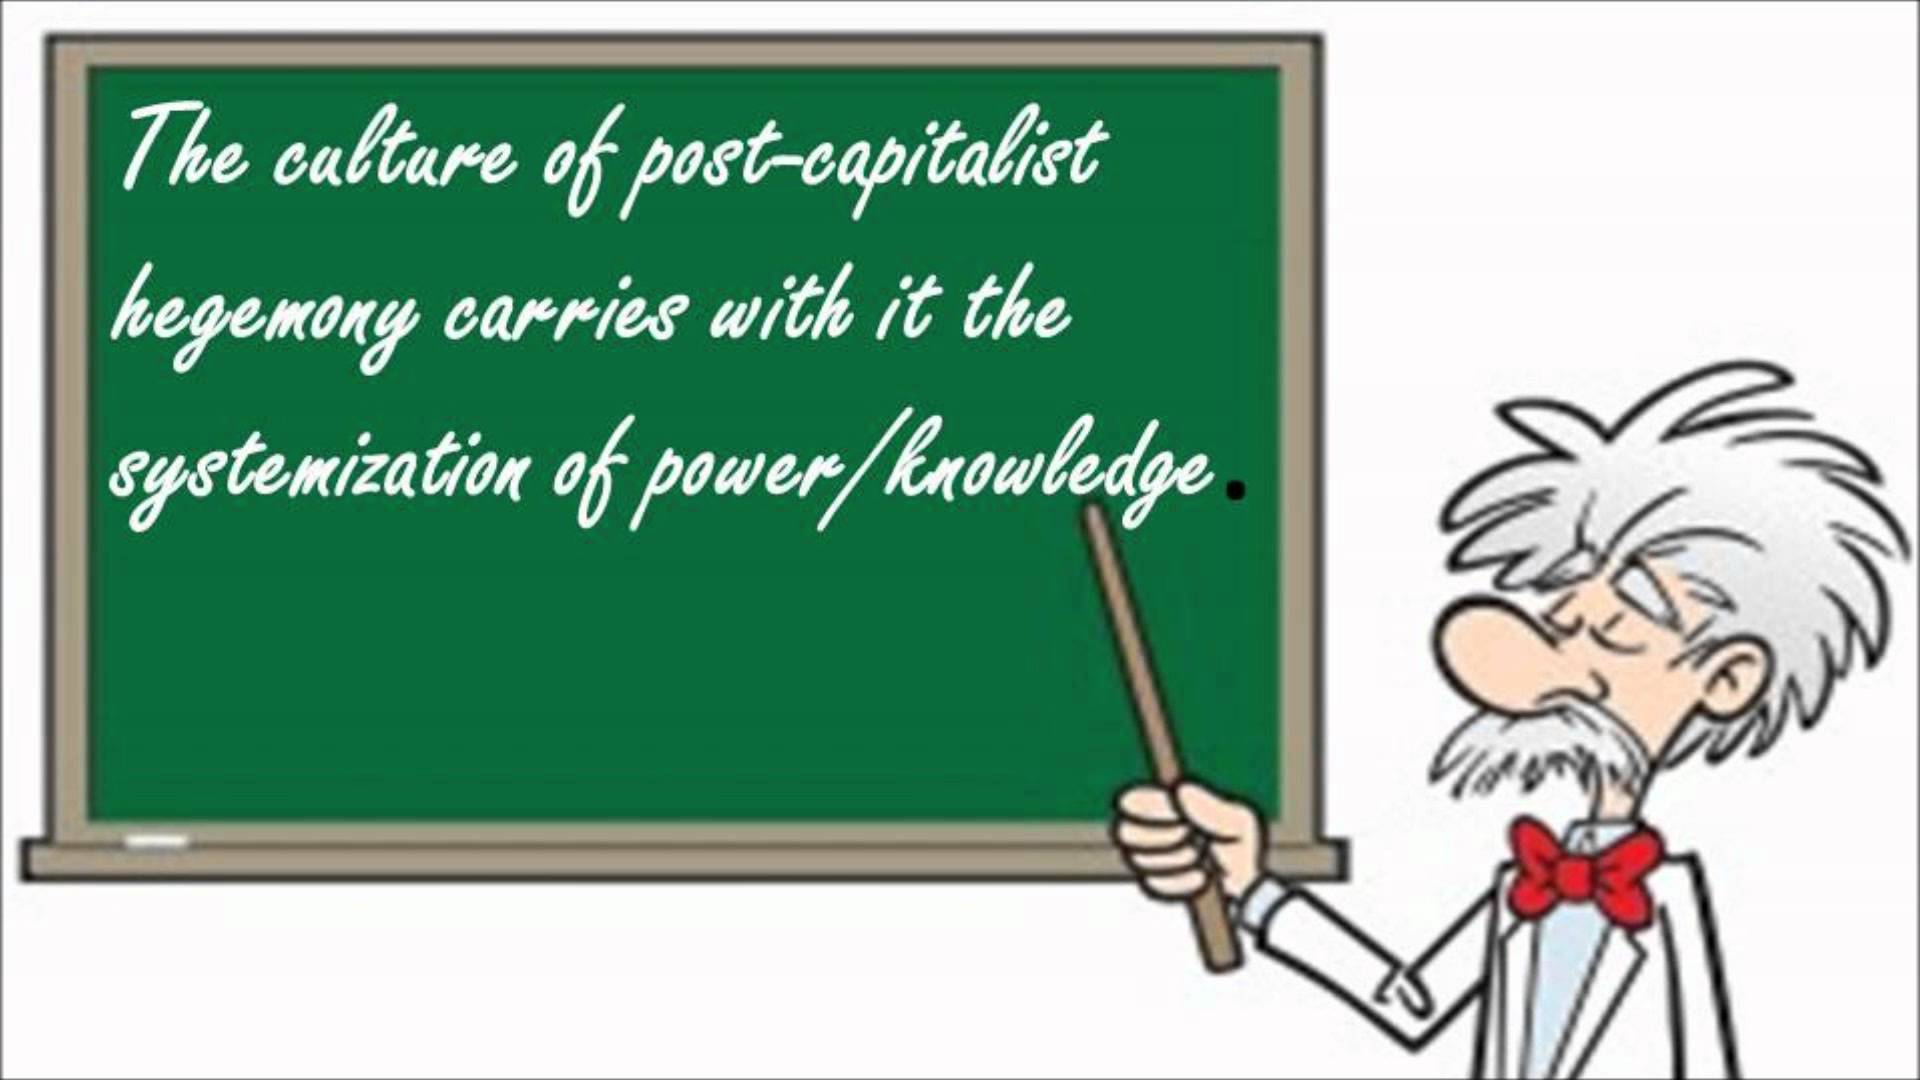 The culture of post-capitalist
hegemony carries with it the
systemization of power/knowledge.